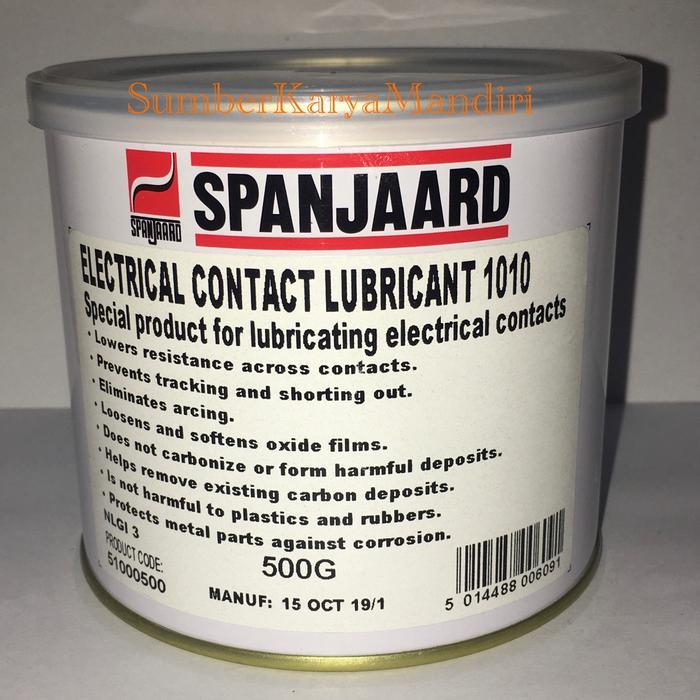 SumberKaryaMandiri
SPANJAARD
SPANJAARD
ELECTRICAL CONTACT LUBRICANT 1010
Special product for lubricating electrical contacts
• Lowers resistance across contacts.
• Prevents tracking and shorting out.
• Eliminates arcing.
• Loosens and softens oxide films.
• Does not carbonize or form harmful deposits.
• Helps remove existing carbon deposits.
• Is not harmful to plastics and rubbers.
• Protects metal parts against corrosion.
NLGI 3
PRODUCT CODE:
51000500
500G
MANUF: 15 OCT 19/1
5 014488 006091